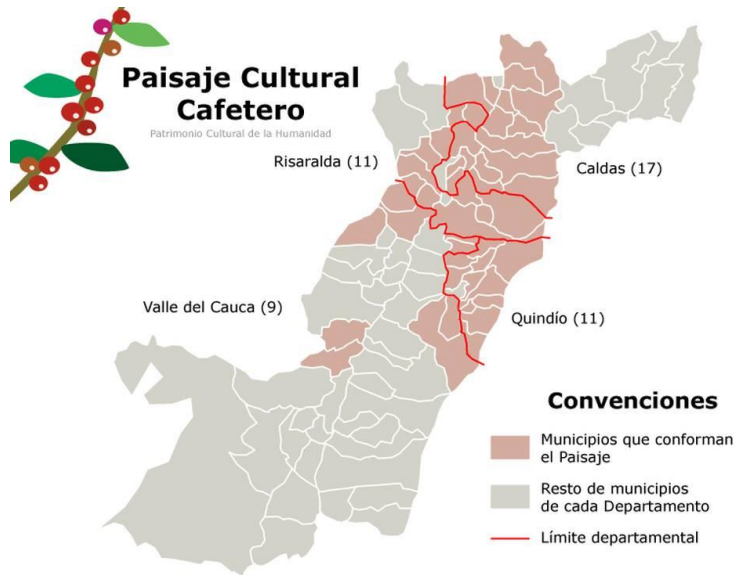 Paisaje Cultural
Cafetero
Patrimonio Cultural de la Humanidad
Risaralda (11)
Caldas (17)
Valle del Cauca (9)
Quindío (11)
Convenciones
Municipios que conforman
el Paisaje
Resto de municipios
de cada Departamento
Límite departamental